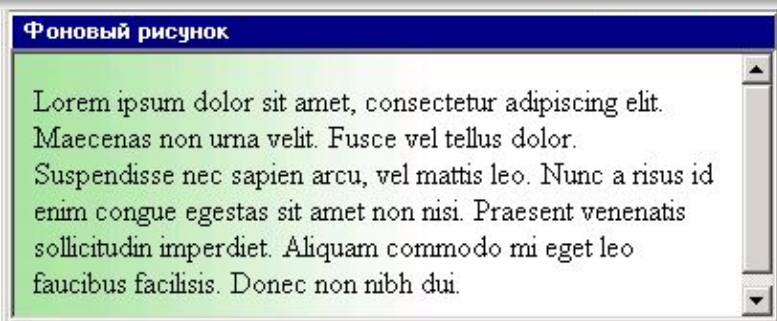 Фоновый рисунок
Lorem ipsum dolor sit amet, consectetur adipiscing elit.
Maecenas non urna velit. Fusce vel tellus dolor.
Suspendisse nec sapien arcu, vel mattis leo. Nunc a risus id
enim congue egestas sit amet non nisi. Praesent venenatis
sollicitudin imperdiet. Aliquam commodo mi eget leo
faucibus facilisis. Donec non nibh dui.